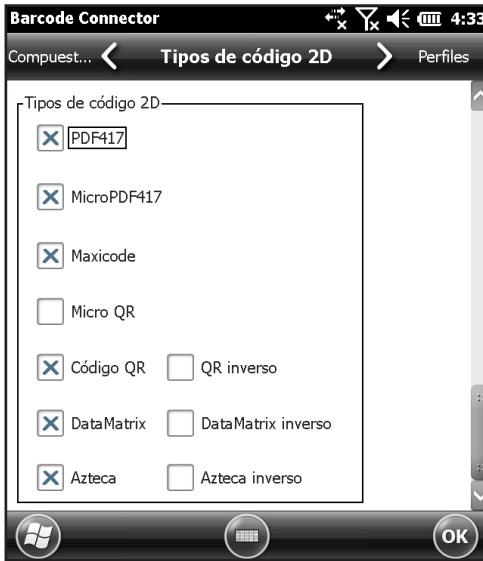 Barcode Connector 4:33
Compuest... Tipos de código 2D Perfiles
Tipos de código 2D
PDF417
MicroPDF417
Maxicode
Micro QR
Código QR QR inverso
DataMatrix DataMatrix inverso
Azteca Azteca inverso
OK